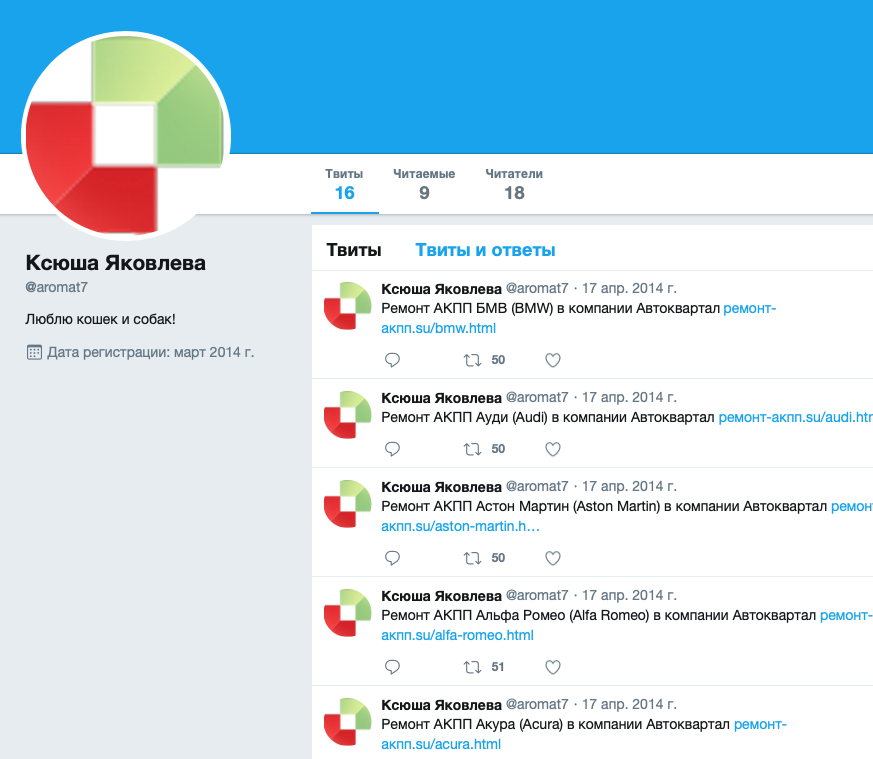 Твиты Читаемые Читатели
16 9 18
Ксюша Яковлева
@aromat7
Люблю кошек и собак!
Дата регистрации: март 2014 г.
Твиты Твиты и ответы
Ксюша Яковлева @aromat7 · 17 апр. 2014 г.
Ремонт АКПП БМВ (BMW) в компании Автоквартал ремонт-
акпп.su/bmw.html
50
Ксюша Яковлева @aromat7 · 17 апр. 2014 г.
Ремонт АКПП Ауди (Audi) в компании Автоквартал ремонт-акпп.su/audi.htm
50
Ксюша Яковлева @aromat7 · 17 апр. 2014 г.
Ремонт АКПП Астон Мартин (Aston Martin) в компании Автоквартал ремонт
акпп.su/aston-martin.h…
50
Ксюша Яковлева @aromat7 · 17 апр. 2014 г.
Ремонт АКПП Альфа Ромео (Alfa Romeo) в компании Автоквартал ремонт-
акпп.su/alfa-romeo.html
51
Ксюша Яковлева @aromat7 · 17 апр. 2014 г.
Ремонт АКПП Акура (Acura) в компании Автоквартал ремонт-
акпп.su/acura.html